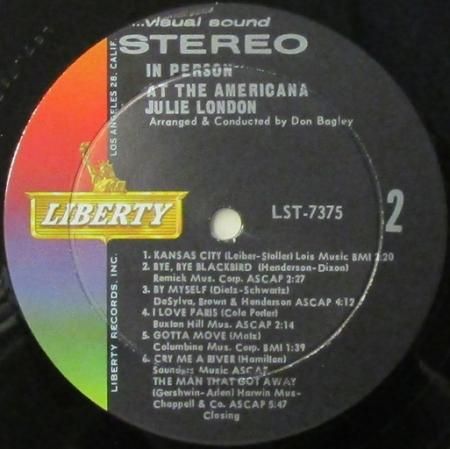 ...visual sound
STEREO
IN PERSON
AT THE AMERICANA
JULIE LONDON
Arranged & Conducted by Don Bagley
LIBERTY
LST-7375
2
1. KANSAS CITY (Leiber-Stoller) Lois Music BMI 2:20
2. BYE, BYE BLACKBIRD (Henderson-Dixon)
Remick Mus. Corp. ASCAP 2:27
3. BY MYSELF (Dietz-Schwartz)
DeSylva, Brown & Henderson ASCAP 4:12
4. I LOVE PARIS (Cole Porter)
Buxton Hill Mus. ASCAP 2:14
5. GOTTA MOVE (Matz)
Columbine Mus. Corp. BMI 1:39
6. CRY ME A RIVER (Hamilton)
Saunders Music ASCAP
THE MAN THAT GOT AWAY
(Gershwin-Arlen) Harwin Mus-
Chappell & Co. ASCAP 5:47
Closing
LIBERTY RECORDS, INC.
LOS ANGELES 28, CALIF.